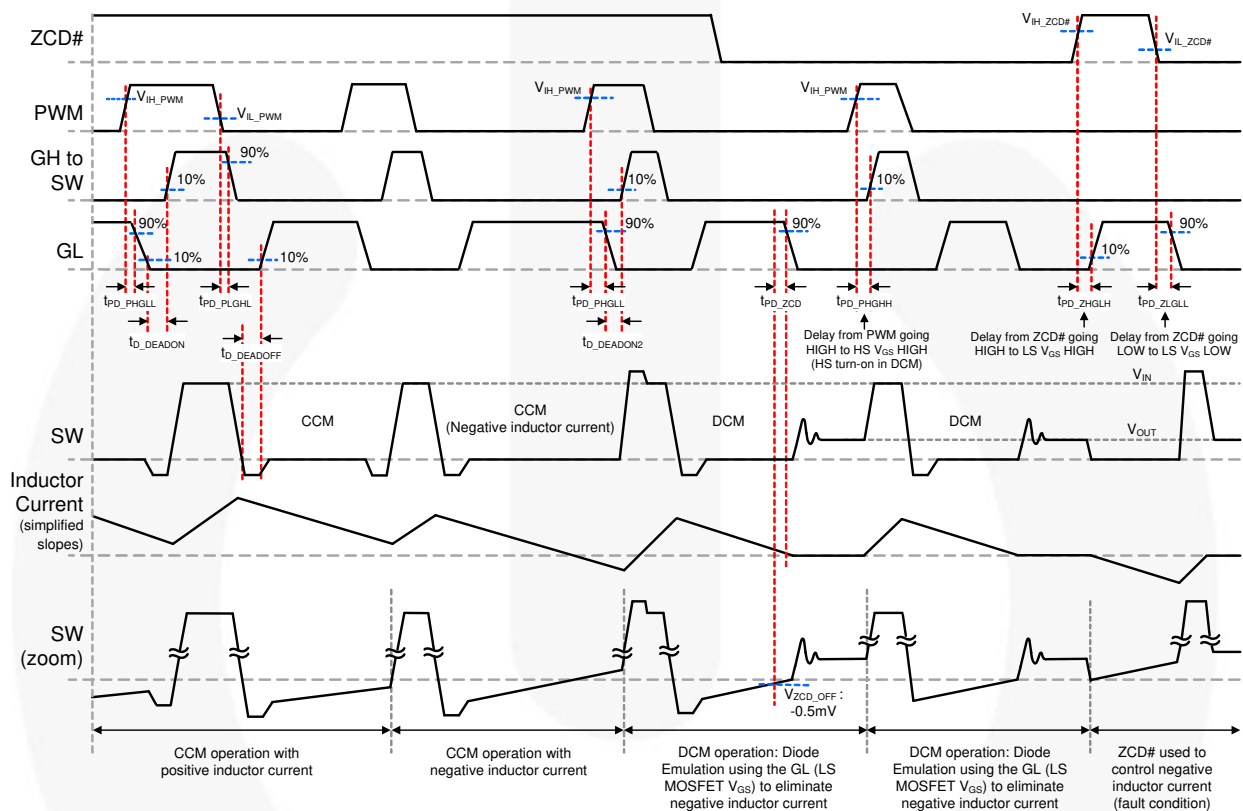 ZCD#
V_IH_ZCD#
V_IL_ZCD#
PWM
V_IH_PWM
V_IL_PWM
V_IH_PWM
V_IH_PWM
GH to
SW
10%
90%
10%
10%
GL
90%
10%
10%
90%
90%
10%
90%
t_PD_PHGLL
t_PD_PLGHL
t_PD_PHGLL
t_PD_ZCD
t_PD_PHGHH
t_PD_ZHGLH
t_PD_ZLGLL
t_D_DEADON
t_D_DEADOFF
t_D_DEADON2
Delay from PWM going
HIGH to HS V_GS HIGH
(HS turn-on in DCM)
Delay from ZCD# going
HIGH to LS V_GS HIGH
Delay from ZCD# going
LOW to LS V_GS LOW
V_IN
SW
CCM
CCM
(Negative inductor current)
DCM
DCM
V_OUT
Inductor
Current
(simplified
slopes)
SW
(zoom)
V_ZCD_OFF :
-0.5mV
CCM operation with
positive inductor current
CCM operation with
negative inductor current
DCM operation: Diode
Emulation using the GL (LS
MOSFET V_GS) to eliminate
negative inductor current
DCM operation: Diode
Emulation using the GL (LS
MOSFET V_GS) to eliminate
negative inductor current
ZCD# used to
control negative
inductor current
(fault condition)